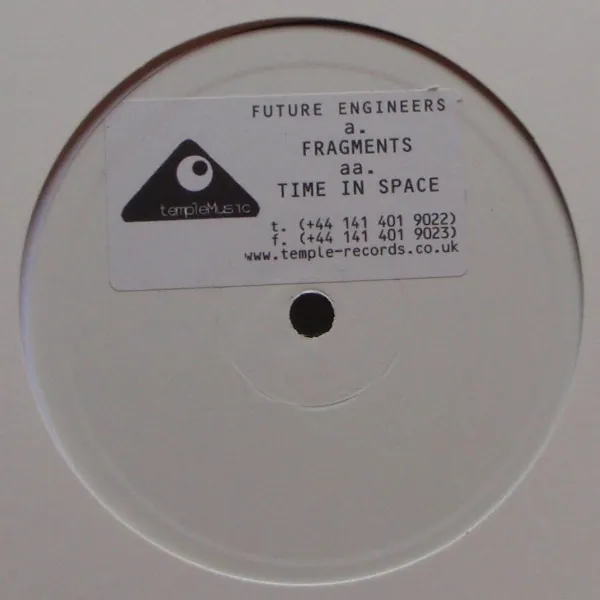 FUTURE ENGINEERS
a.
FRAGMENTS
aa.
TIME IN SPACE
templeMusic
t. (+44 141 401 9022)
f. (+44 141 401 9023)
www.temple-records.co.uk